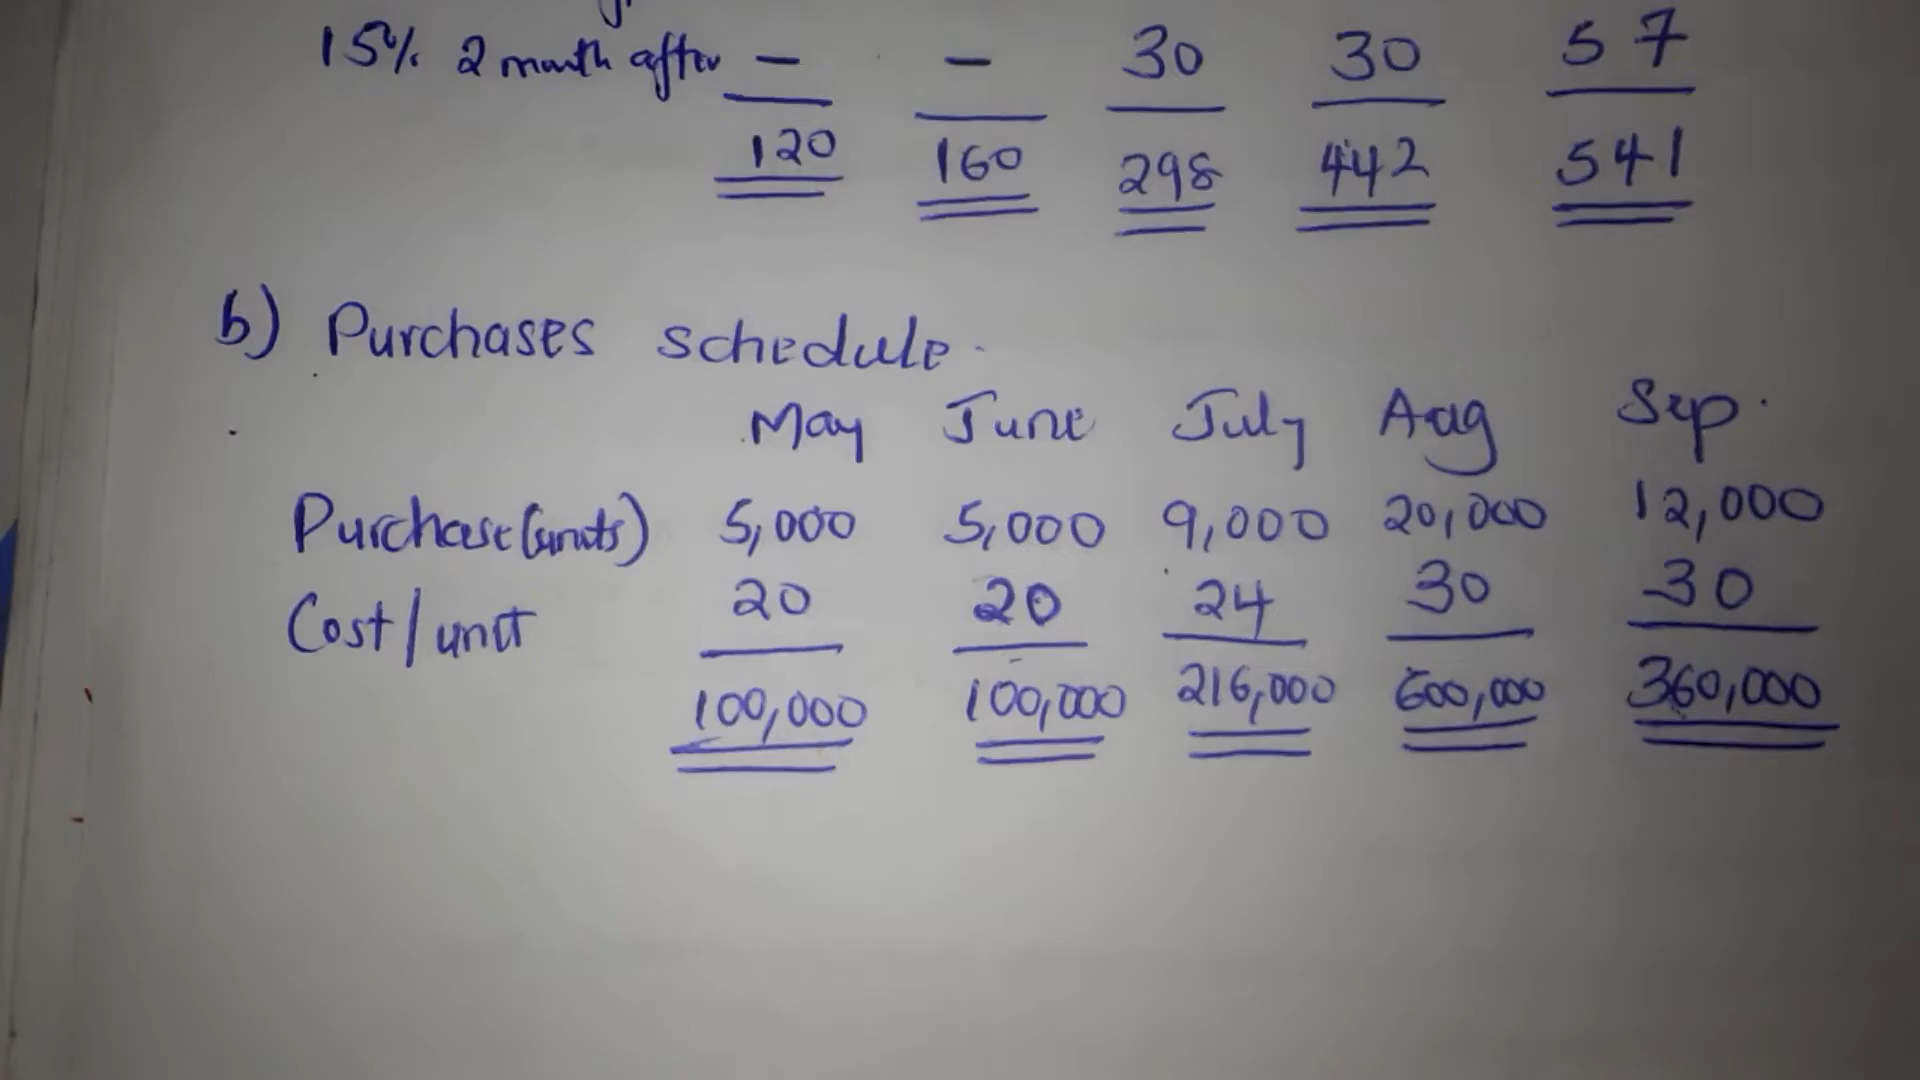 15% 2 month after - - 30 30 57
120 160 298 442 541
b) Purchases schedule.
May June July Aug Sep.
Purchase(units) 5,000 5,000 9,000 20,000 12,000
Cost/unit 20 20 24 30 30
100,000 100,000 216,000 600,000 360,000